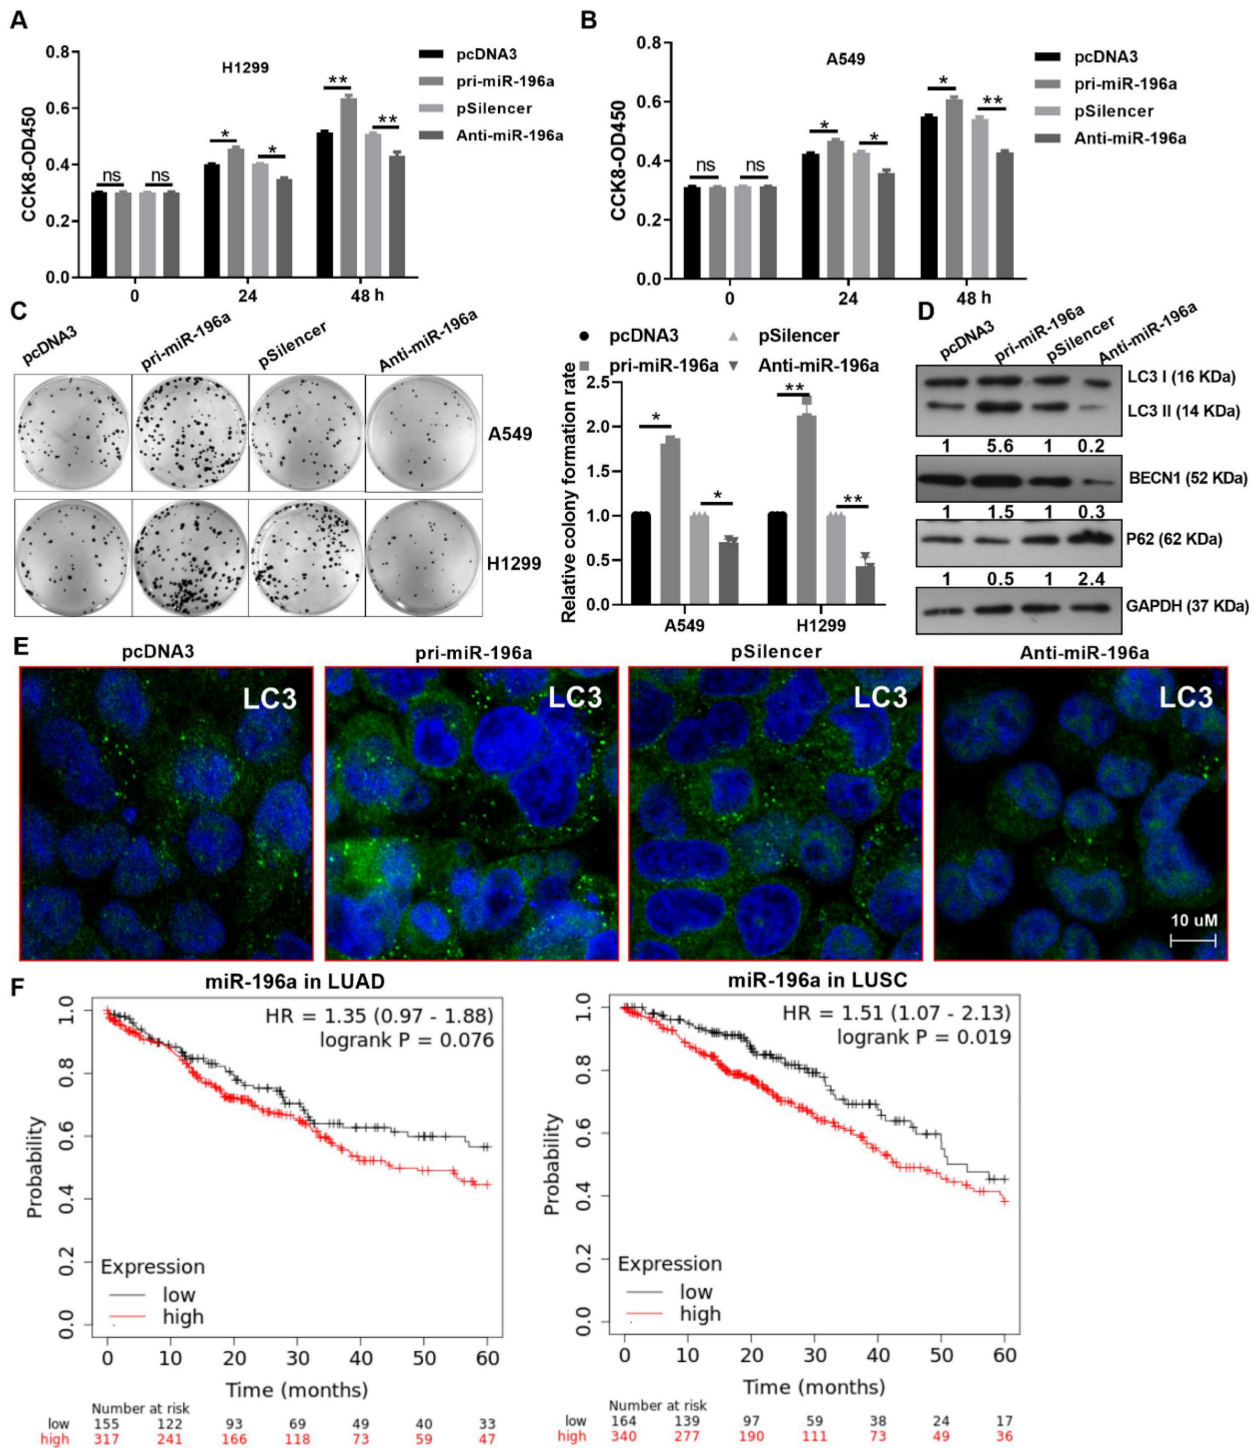 A
H1299
0.8
0.6
0.4
0.2
0.0
CCK8-OD450
ns
ns
*
*
**
**
0
24
48 h
pcDNA3
pri-miR-196a
pSilencer
Anti-miR-196a
B
A549
0.8
0.6
0.4
0.2
0.0
CCK8-OD450
ns
ns
*
*
*
**
0
24
48 h
pcDNA3
pri-miR-196a
pSilencer
Anti-miR-196a
C
pcDNA3
pri-miR-196a
pSilencer
Anti-miR-196a
A549
H1299
pcDNA3
pSilencer
pri-miR-196a
Anti-miR-196a
Relative colony formation rate
2.5
2.0
1.5
1.0
0.5
0.0
*
*
**
**
A549
H1299
D
pcDNA3
pri-miR-196a
pSilencer
Anti-miR-196a
LC3 I (16 KDa)
LC3 II (14 KDa)
1 5.6 1 0.2
BECN1 (52 KDa)
1 1.5 1 0.3
P62 (62 KDa)
1 0.5 1 2.4
GAPDH (37 KDa)
E
pcDNA3
pri-miR-196a
pSilencer
Anti-miR-196a
LC3
LC3
LC3
LC3
10 uM
F
miR-196a in LUAD
HR = 1.35 (0.97 - 1.88)
logrank P = 0.076
Probability
1.0
0.8
0.6
0.4
0.2
0.0
Expression
low
high
0 10 20 30 40 50 60
Time (months)
Number at risk
low 155 122 93 69 49 40 33
high 317 241 166 118 73 59 47
miR-196a in LUSC
HR = 1.51 (1.07 - 2.13)
logrank P = 0.019
Probability
1.0
0.8
0.6
0.4
0.2
0.0
Expression
low
high
0 10 20 30 40 50 60
Time (months)
Number at risk
low 164 139 97 59 38 24 17
high 340 277 190 111 73 49 36